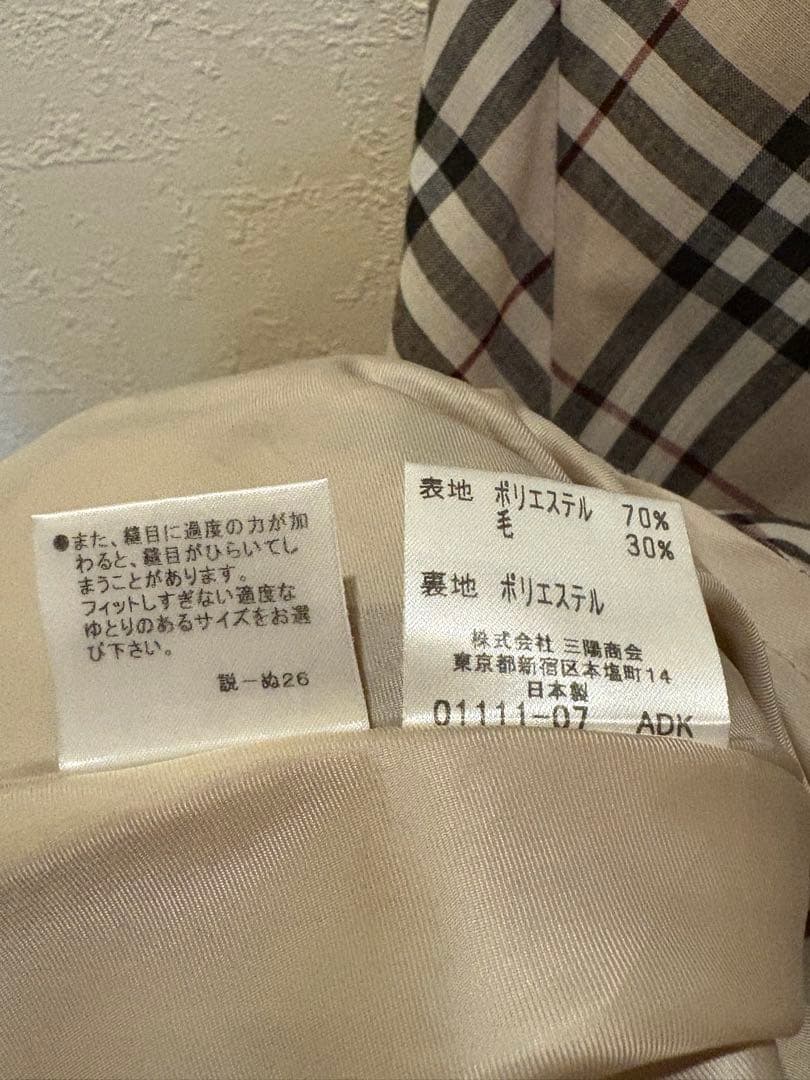 ●また、縫目に過度の力が加
わると、縫目がひらいてし
まうことがあります。
フィットしすぎない適度な
ゆとりのあるサイズをお選
び下さい。
説－ぬ26
表地 ポリエステル 70%
毛 30%
裏地 ポリエステル
株式会社 三陽商会
東京都新宿区本塩町14
日本製
01111-07 ADK